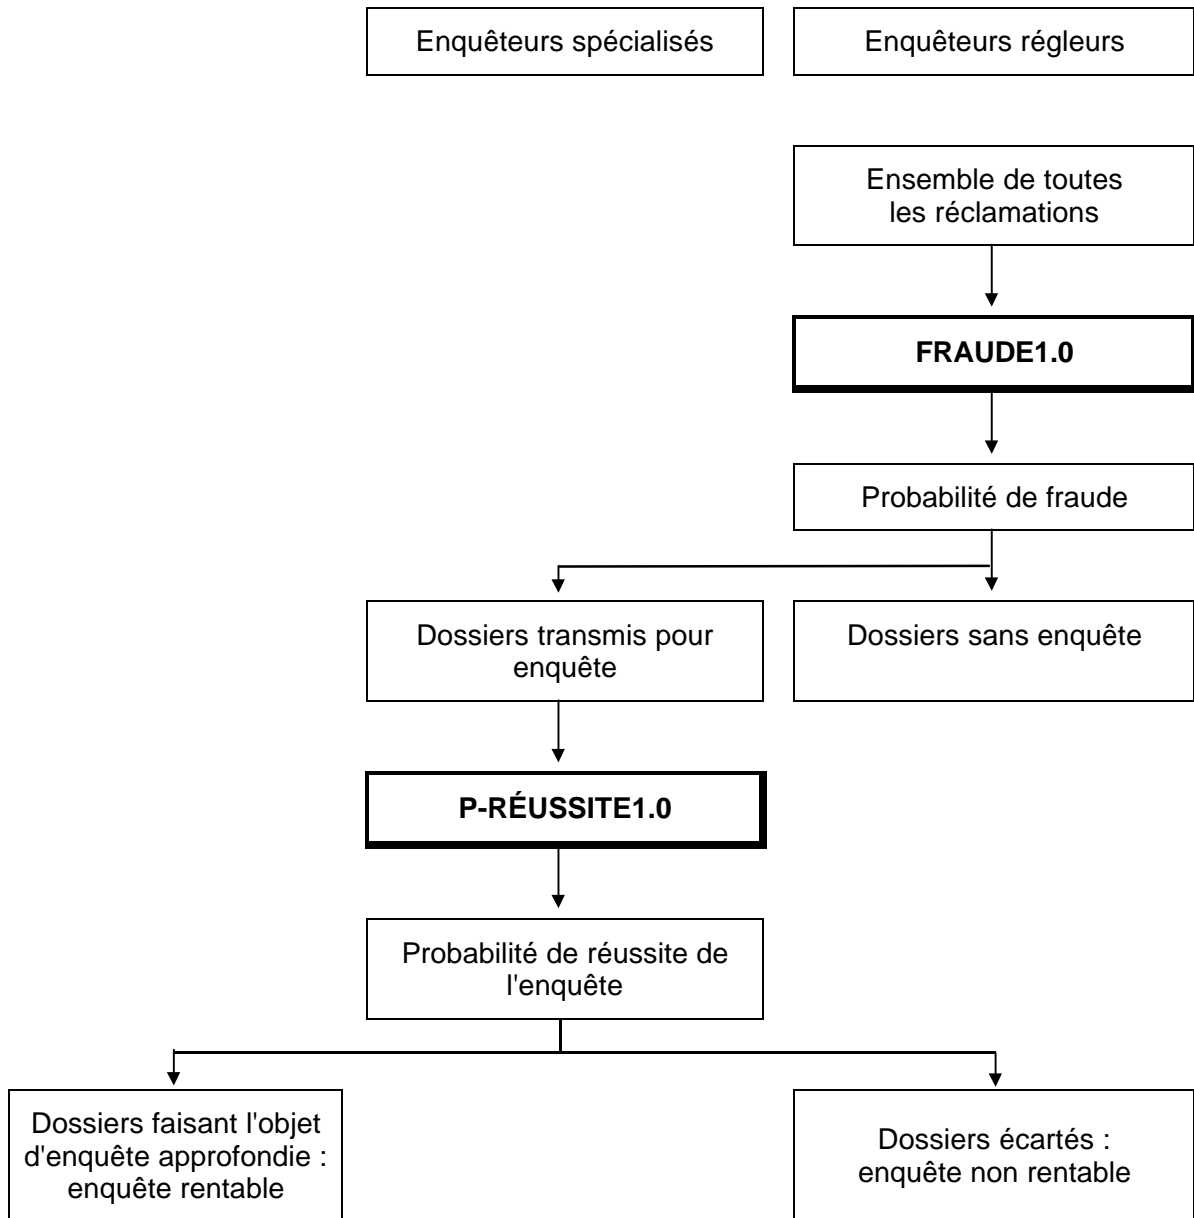 Enquêteurs spécialisés
Enquêteurs régleurs
Ensemble de toutes
les réclamations
FRAUDE1.0
Probabilité de fraude
Dossiers transmis pour
enquête
Dossiers sans enquête
P-RÉUSSITE1.0
Probabilité de réussite de
l'enquête
Dossiers faisant l'objet
d'enquête approfondie :
enquête rentable
Dossiers écartés :
enquête non rentable